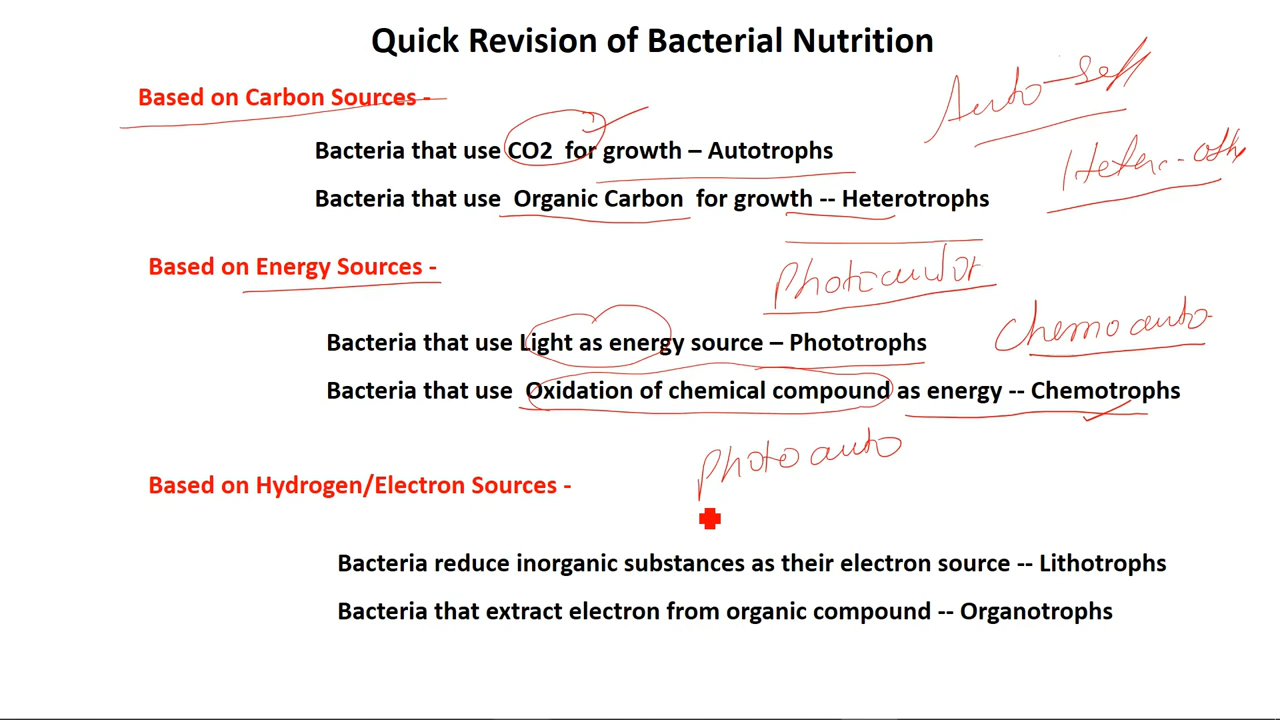 Quick Revision of Bacterial Nutrition
Auto-self
Based on Carbon Sources -
Bacteria that use CO2 for growth – Autotrophs
Heter.-oth
Bacteria that use Organic Carbon for growth -- Heterotrophs
Based on Energy Sources -
Chemoauto
Bacteria that use Light as energy source – Phototrophs
Bacteria that use Oxidation of chemical compound as energy -- Chemotrophs
Photo auto
Based on Hydrogen/Electron Sources -
Bacteria reduce inorganic substances as their electron source -- Lithotrophs
Bacteria that extract electron from organic compound -- Organotrophs